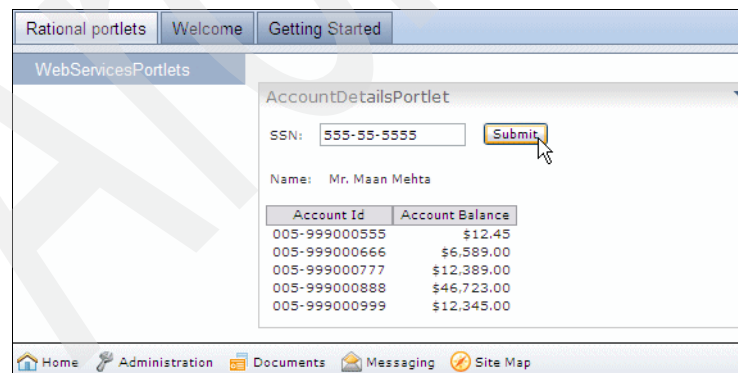 Rational portlets Welcome Getting Started
WebServicesPortlets
AccountDetailsPortlet
SSN: 555-55-5555 Submit
Name: Mr. Maan Mehta
Account Id Account Balance
005-999000555 $12.45
005-999000666 $6,589.00
005-999000777 $12,389.00
005-999000888 $46,723.00
005-999000999 $12,345.00
Home Administration Documents Messaging Site Map